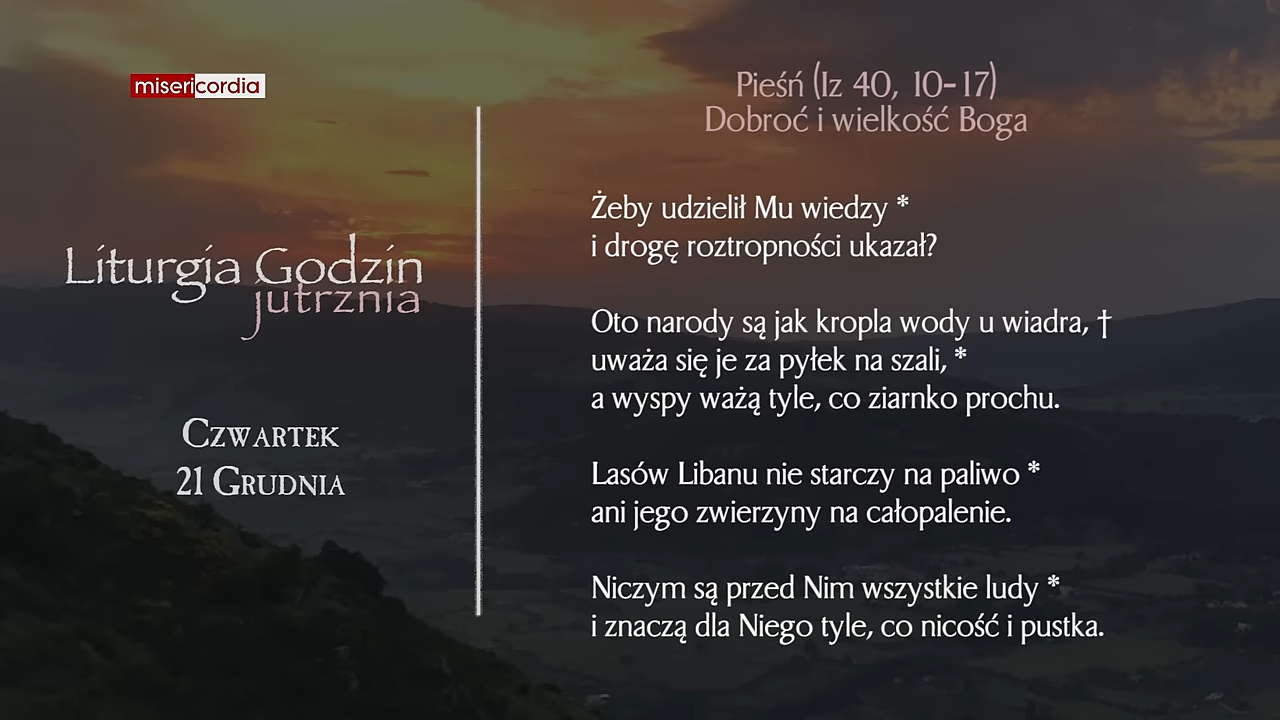 misericordia
Liturgia Godzin
jutrznia
Czwartek
21 Grudnia
Pieśń (Iz 40, 10-17)
Dobroć i wielkość Boga
Żeby udzielił Mu wiedzy *
i drogę roztropności ukazał?
Oto narody są jak kropla wody u wiadra, †
uważa się je za pyłek na szali, *
a wyspy ważą tyle, co ziarnko prochu.
Lasów Libanu nie starczy na paliwo *
ani jego zwierzyny na całopalenie.
Niczym są przed Nim wszystkie ludy *
i znaczą dla Niego tyle, co nicość i pustka.